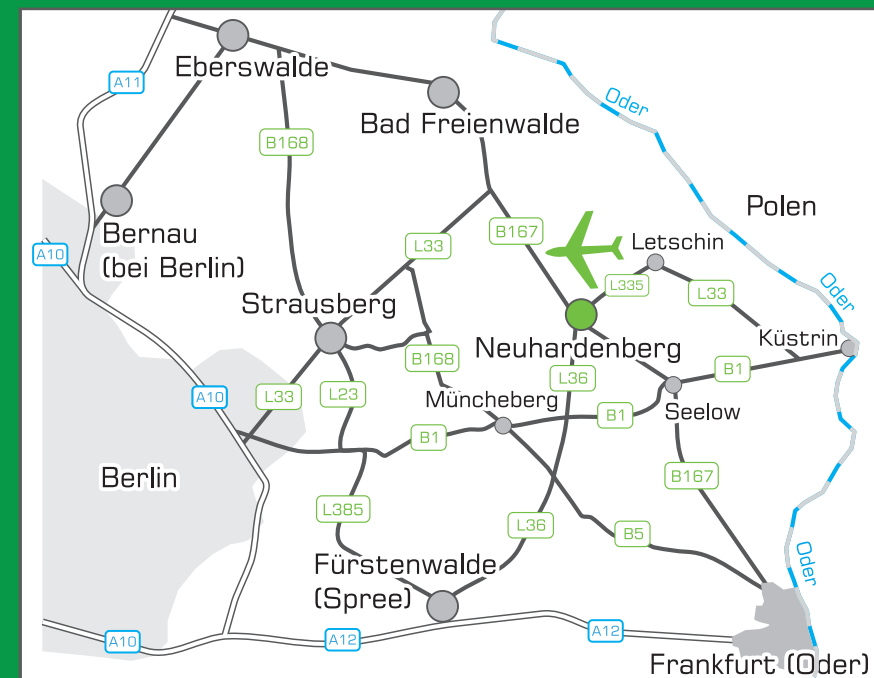 Eberswalde
A11
Oder
Bad Freienwalde
B168
Polen
Bernau
(bei Berlin)
B167
Letschin
L33
A10
L335
L33
Strausberg
Oder
Küstrin
Neuhardenberg
B168
B1
L36
L33
L23
A10
Müncheberg
Seelow
B1
B1
Berlin
B167
L385
L36
B5
Oder
Fürstenwalde
(Spree)
A10
A12
A12
Frankfurt (Oder)